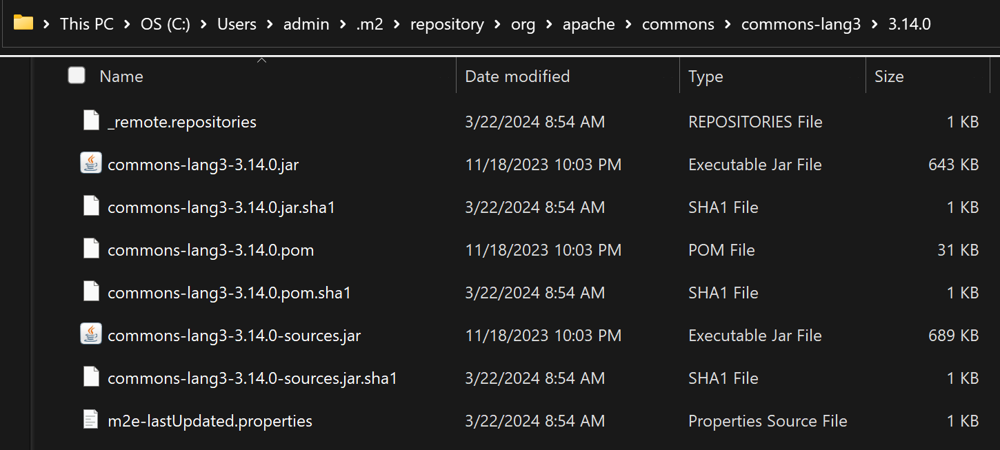 This PC > OS (C:) > Users > admin > .m2 > repository > org > apache > commons > commons-lang3 > 3.14.0
Name Date modified Type Size
_remote.repositories 3/22/2024 8:54 AM REPOSITORIES File 1 KB
commons-lang3-3.14.0.jar 11/18/2023 10:03 PM Executable Jar File 643 KB
commons-lang3-3.14.0.jar.sha1 3/22/2024 8:54 AM SHA1 File 1 KB
commons-lang3-3.14.0.pom 11/18/2023 10:03 PM POM File 31 KB
commons-lang3-3.14.0.pom.sha1 3/22/2024 8:54 AM SHA1 File 1 KB
commons-lang3-3.14.0-sources.jar 11/18/2023 10:03 PM Executable Jar File 689 KB
commons-lang3-3.14.0-sources.jar.sha1 3/22/2024 8:54 AM SHA1 File 1 KB
m2e-lastUpdated.properties 3/22/2024 8:54 AM Properties Source File 1 KB